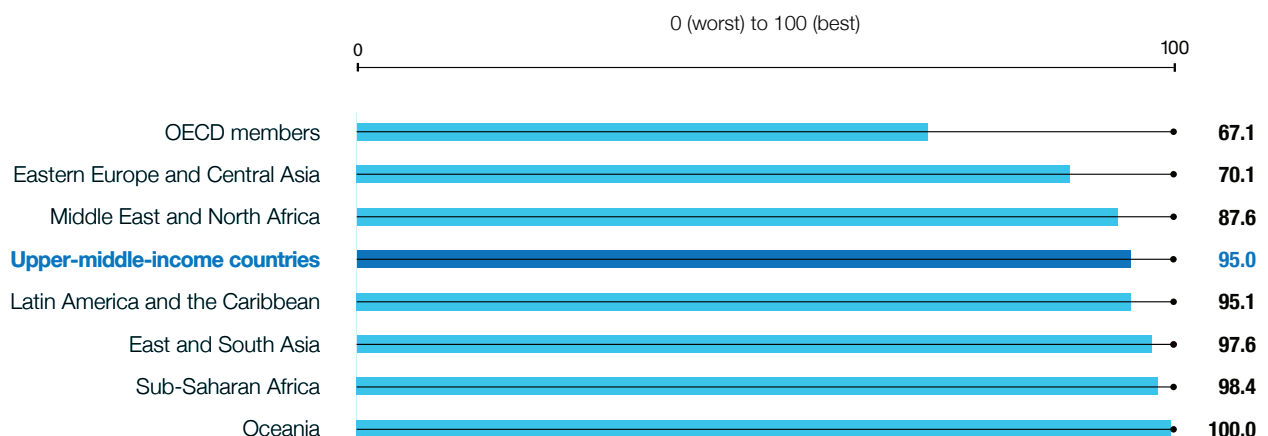 0 (worst) to 100 (best)
0 100
OECD members 67.1
Eastern Europe and Central Asia 70.1
Middle East and North Africa 87.6
Upper-middle-income countries 95.0
Latin America and the Caribbean 95.1
East and South Asia 97.6
Sub-Saharan Africa 98.4
Oceania 100.0